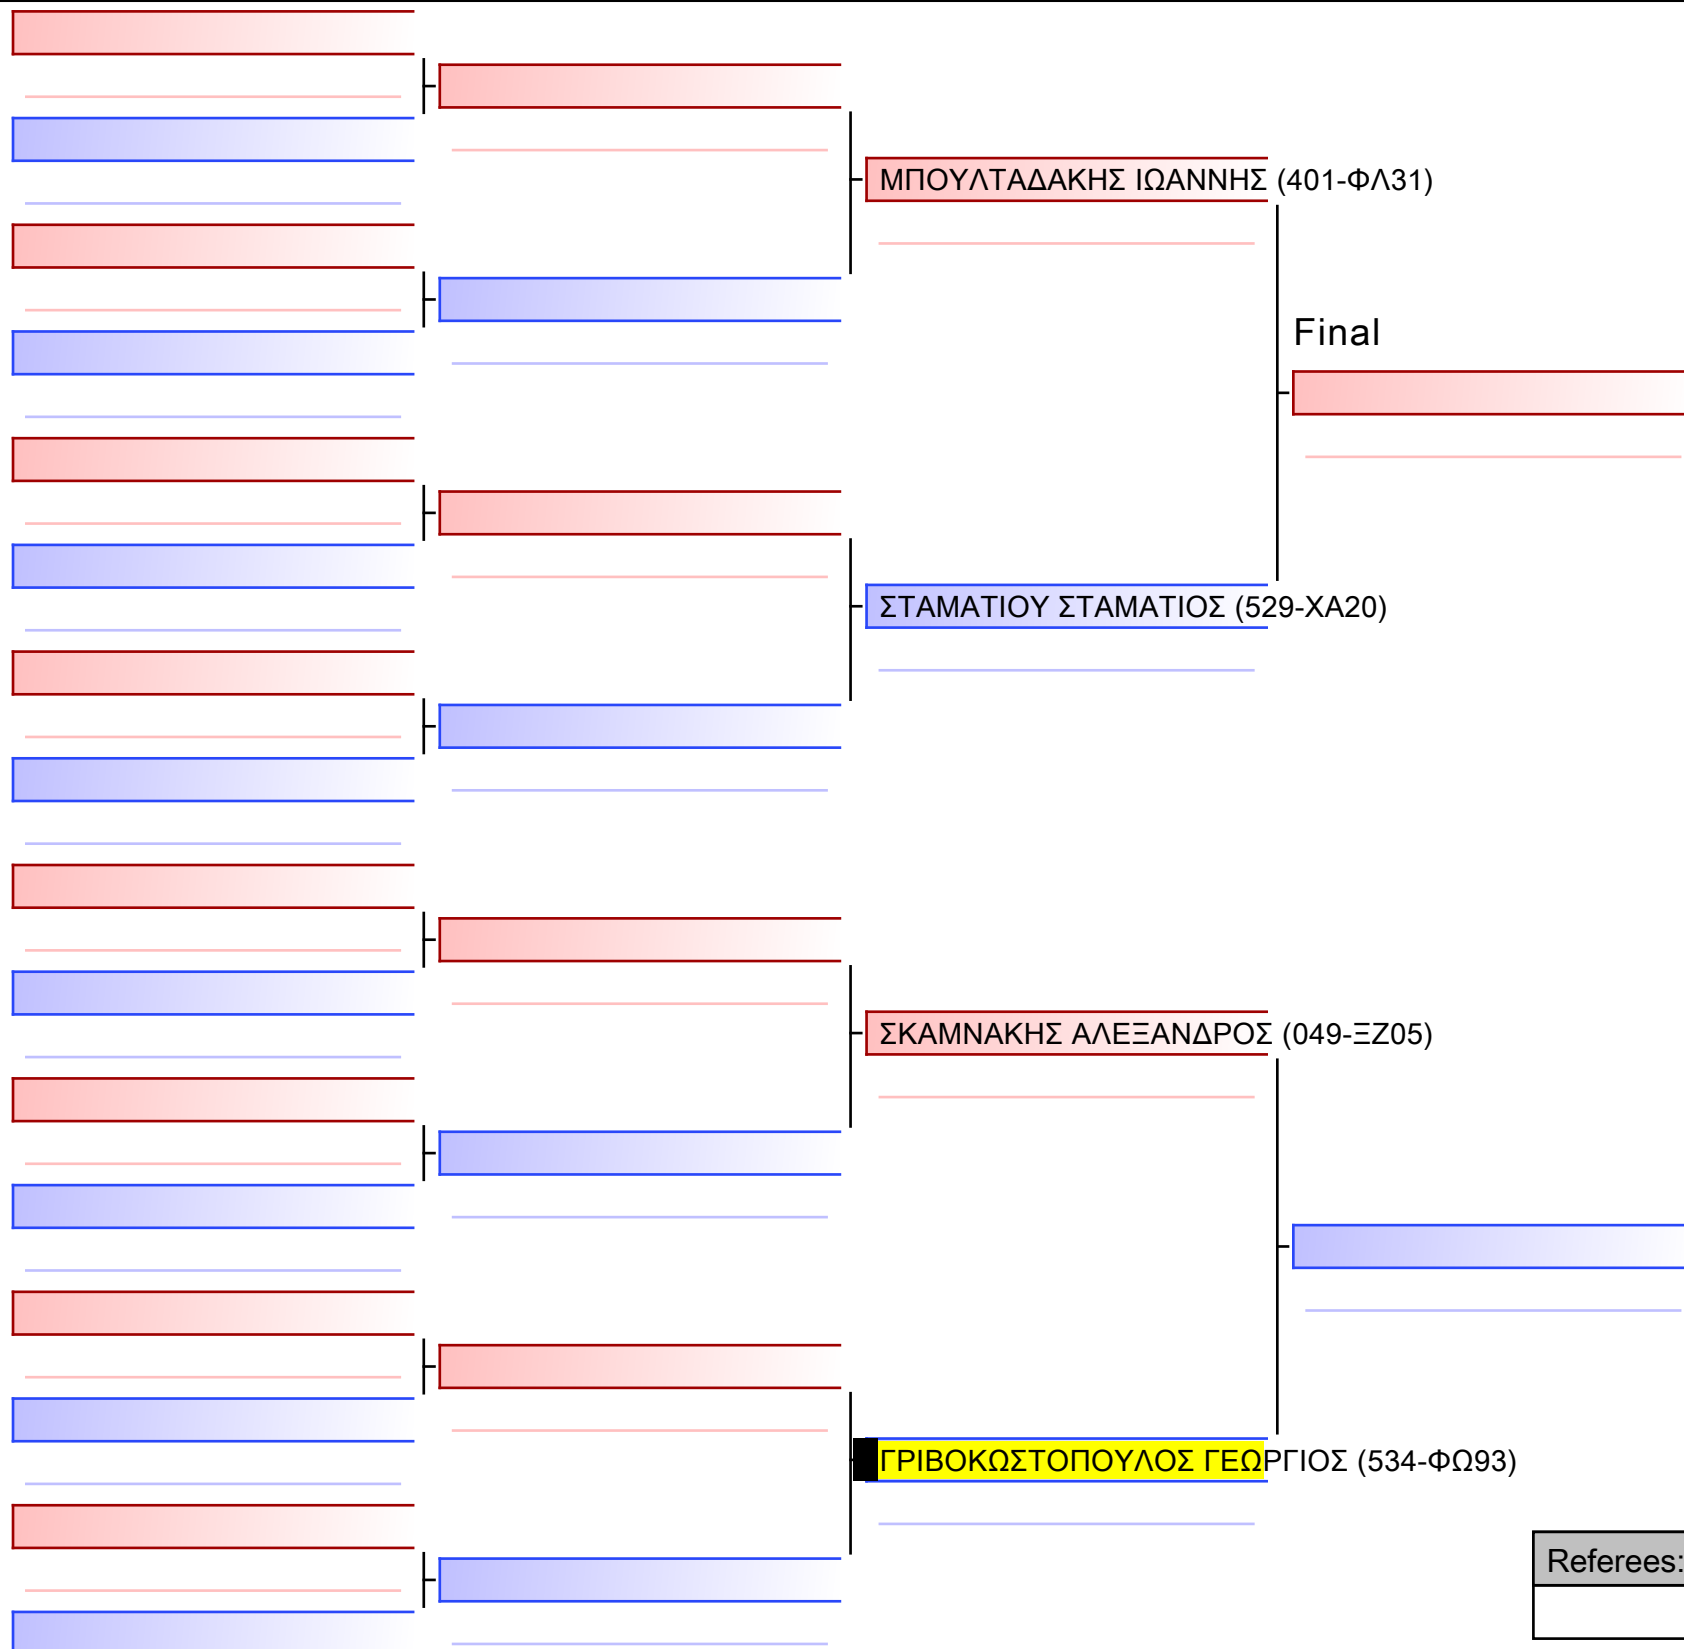 ΜΠΟΥΛΤΑΔΑΚΗΣ ΙΩΑΝΝΗΣ (401-ΦΛ31)
Final
ΣΤΑΜΑΤΙΟΥ ΣΤΑΜΑΤΙΟΣ (529-ΧΑ20)
ΣΚΑΜΝΑΚΗΣ ΑΛΕΞΑΝΔΡΟΣ (049-ΞΖ05)
ΓΡΙΒΟΚΩΣΤΟΠΟΥΛΟΣ ΓΕΩΡΓΙΟΣ (534-ΦΩ93)
Referees: